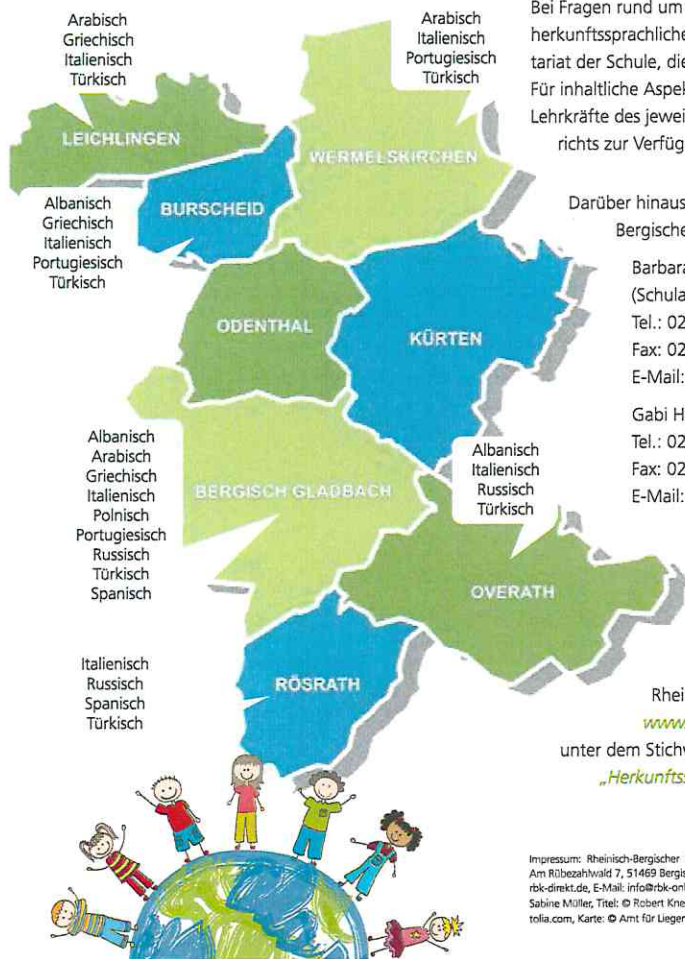 Arabisch
Griechisch
Italienisch
Türkisch
LEICHLINGEN
Arabisch
Italienisch
Portugiesisch
Türkisch
WERMELSKIRCHEN
Albanisch
Griechisch
Italienisch
Portugiesisch
Türkisch
BURSCHEID
ODENTHAL
KÜRTEN
Albanisch
Arabisch
Griechisch
Italienisch
Polnisch
Portugiesisch
Russisch
Türkisch
Spanisch
BERGISCH GLADBACH
Albanisch
Italienisch
Russisch
Türkisch
OVERATH
Italienisch
Russisch
Spanisch
Türkisch
RÖSRATH
Bei Fragen rund um
herkunftssprachliche
tariat der Schule, die
Für inhaltliche Aspek
Lehrkräfte des jewei
richts zur Verfüg
Darüber hinaus
Bergische
Barbara
(Schula
Tel.: 02
Fax: 02
E-Mail:
Gabi H
Tel.: 02
Fax: 02
E-Mail:
Rhei
www.
unter dem Stichw
„Herkunftss
Impressum: Rheinisch-Bergischer
Am Rübezahlwald 7, 51469 Bergis
rbk-direkt.de, E-Mail: info@rbk-onl
Sabine Müller, Titel: © Robert Kne
tolia.com, Karte: © Amt für Liegen